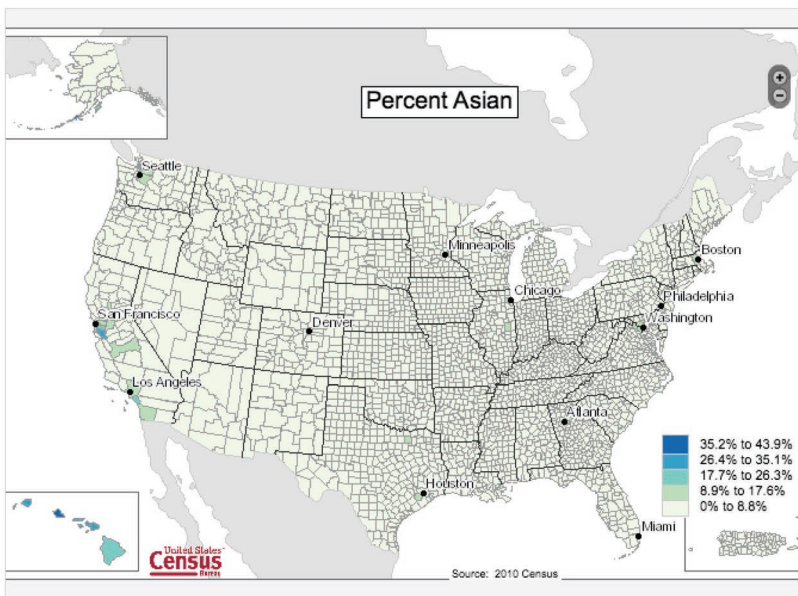 Percent Asian
+
−
Seattle
Minneapolis
Boston
Chicago
Philadelphia
San Francisco
Denver
Washington
Los Angeles
Atlanta
Houston
Miami
35.2% to 43.9%
26.4% to 35.1%
17.7% to 26.3%
8.9% to 17.6%
0% to 8.8%
United States
Census
Bureau
Source: 2010 Census